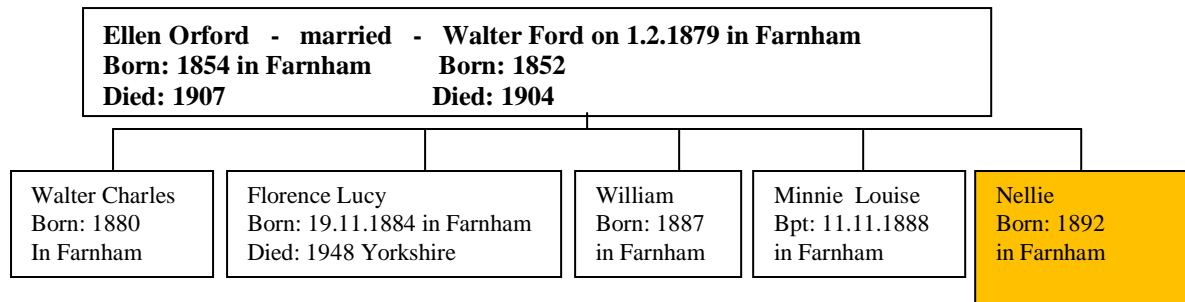 Ellen Orford - married - Walter Ford on 1.2.1879 in Farnham
Born: 1854 in Farnham Born: 1852
Died: 1907 Died: 1904
Walter Charles
Born: 1880
In Farnham
Florence Lucy
Born: 19.11.1884 in Farnham
Died: 1948 Yorkshire
William
Born: 1887
in Farnham
Minnie Louise
Bpt: 11.11.1888
in Farnham
Nellie
Born: 1892
in Farnham